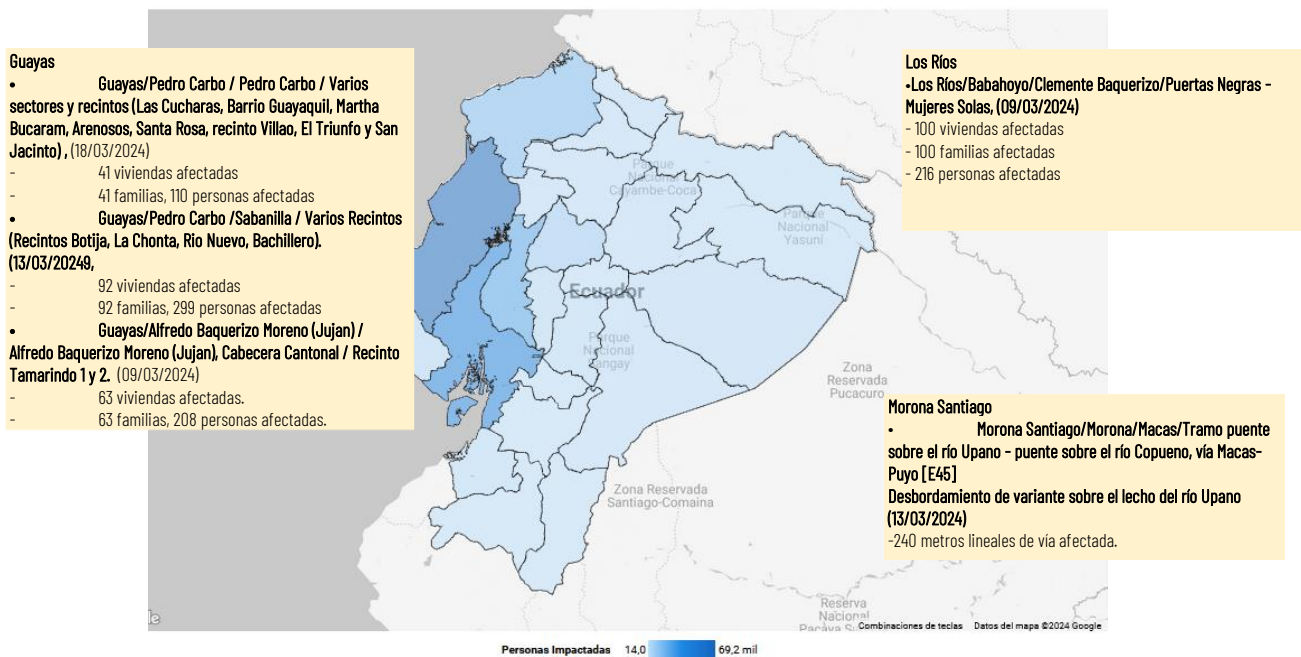 Guayas
• Guayas/Pedro Carbo / Pedro Carbo / Varios
sectores y recintos (Las Cucharas, Barrio Guayaquil, Martha
Bucaram, Arenosos, Santa Rosa, recinto Villao, El Triunfo y San
Jacinto) , (18/03/2024)
- 41 viviendas afectadas
- 41 familias, 110 personas afectadas
• Guayas/Pedro Carbo /Sabanilla / Varios Recintos
(Recintos Botija, La Chonta, Rio Nuevo, Bachillero).
(13/03/20249,
- 92 viviendas afectadas
- 92 familias, 299 personas afectadas
• Guayas/Alfredo Baquerizo Moreno (Jujan) /
Alfredo Baquerizo Moreno (Jujan), Cabecera Cantonal / Recinto
Tamarindo 1 y 2. (09/03/2024)
- 63 viviendas afectadas.
- 63 familias, 208 personas afectadas.
Los Ríos
•Los Ríos/Babahoyo/Clemente Baquerizo/Puertas Negras –
Mujeres Solas, (09/03/2024)
- 100 viviendas afectadas
- 100 familias afectadas
- 216 personas afectadas
Parque
Nacional
Cayambe-Coca
Parque
Nacional
Yasuní
Ecuador
Parque
Nacional
Sangay
Zona
Reservada
Pucacuro
Morona Santiago
• Morona Santiago/Morona/Macas/Tramo puente
sobre el río Upano - puente sobre el río Copueno, vía Macas-
Puyo [E45]
Desbordamiento de variante sobre el lecho del río Upano
(13/03/2024)
-240 metros lineales de vía afectada.
Zona Reservada
Santiago-Comaina
Reserva
Nacional
Pacaya
Combinaciones de teclas Datos del mapa ©2024 Google
Personas Impactadas 14,0 69,2 mil